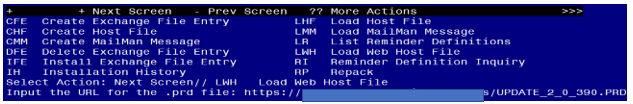 + + Next Screen - Prev Screen ?? More Actions >>>
CFE Create Exchange File Entry LHF Load Host File
CHF Create Host File LMM Load MailMan Message
CMM Create MailMan Message LR List Reminder Definitions
DFE Delete Exchange File Entry LWH Load Web Host File
IFE Install Exchange File Entry RI Reminder Definition Inquiry
IH Installation History RP Repack
Select Action: Next Screen// LWH Load Web Host File
Input the URL for the .prd file: https:// s/UPDATE_2_0_390.PRD